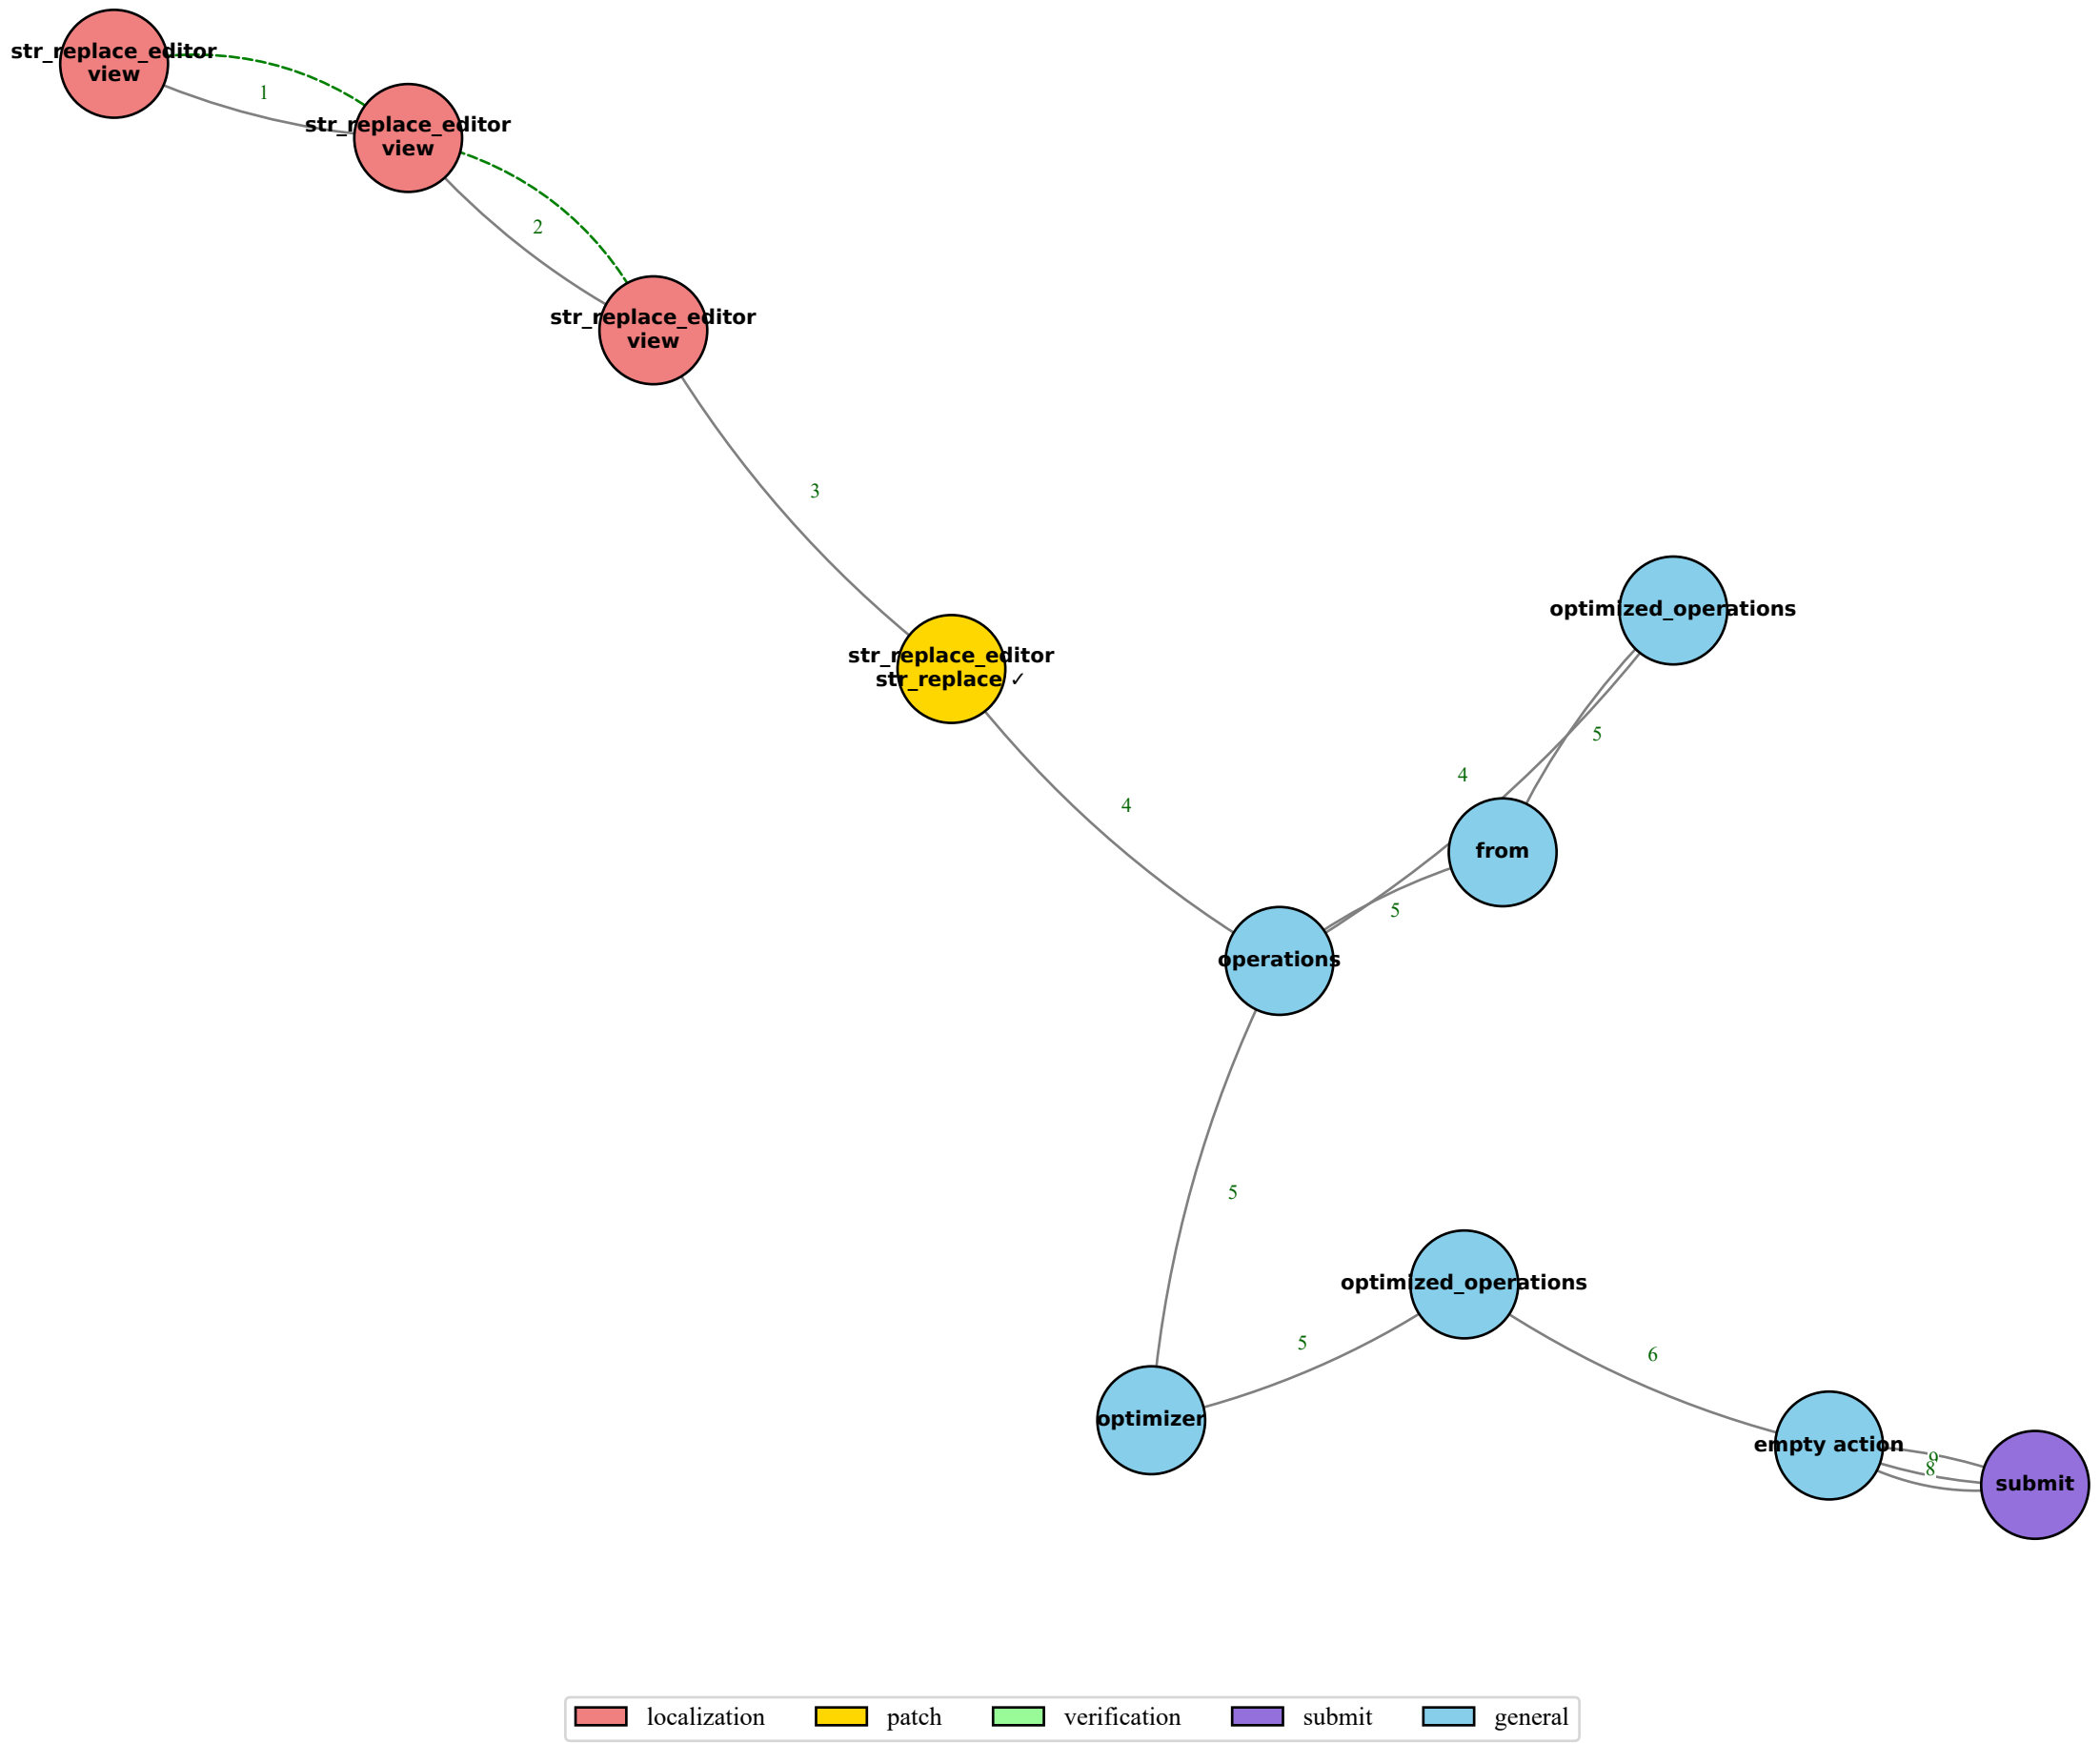 str_replace_editor
view
1
str_replace_editor
view
2
str_replace_editor
view
3
str_replace_editor
str_replace ✓
4
optimized_operations
5
4
from
5
operations
5
optimized_operations
5
6
optimizer
empty action
9
8
submit
localization
patch
verification
submit
general